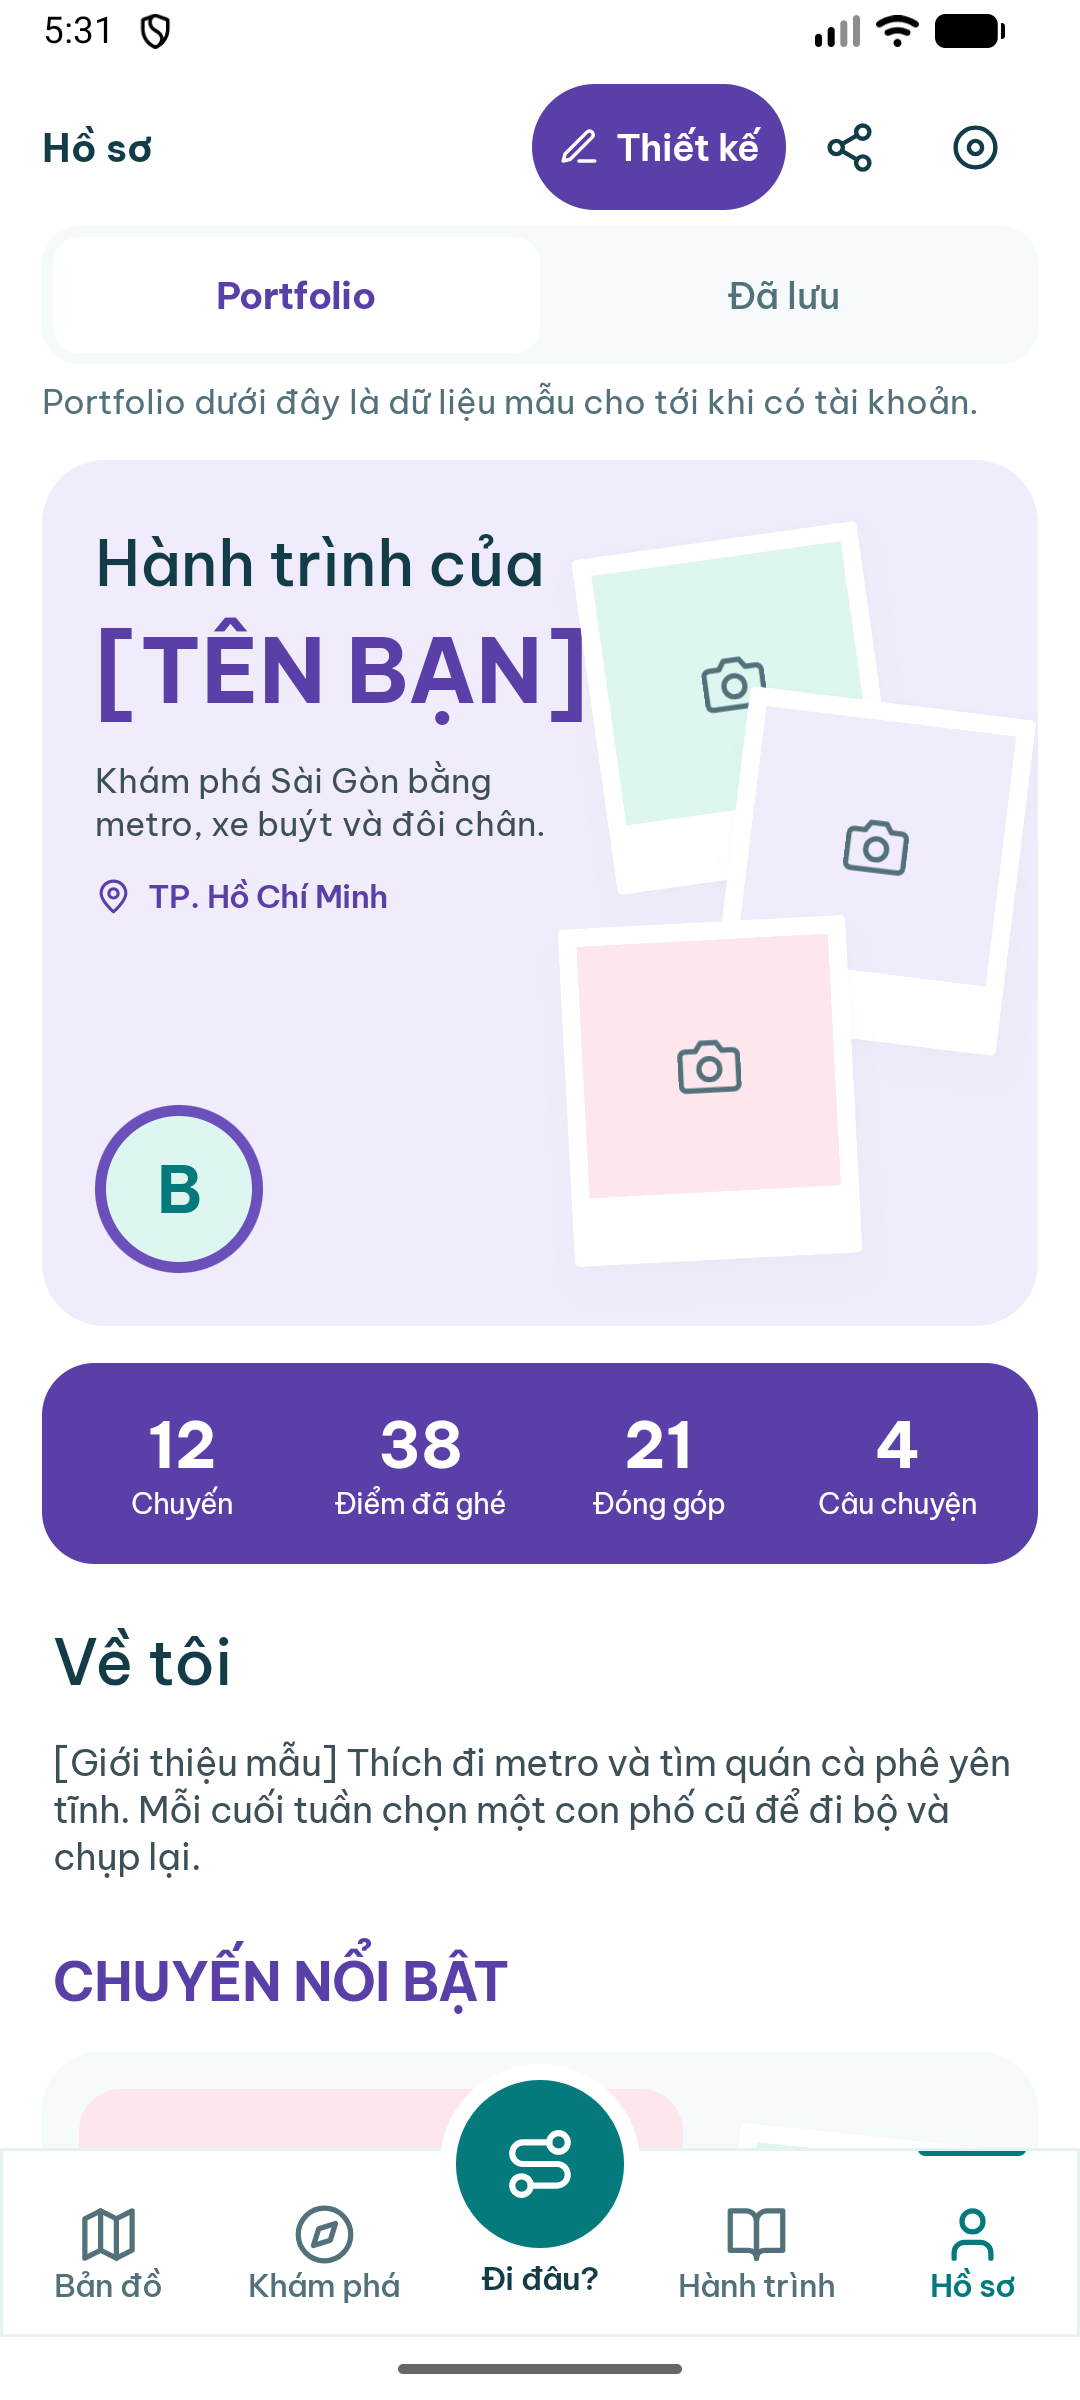 5:31
Hồ sơ
Thiết kế
Portfolio
Đã lưu
Portfolio dưới đây là dữ liệu mẫu cho tới khi có tài khoản.
Hành trình của
[TÊN BẠN]
Khám phá Sài Gòn bằng
metro, xe buýt và đôi chân.
TP. Hồ Chí Minh
B
12
Chuyến
38
Điểm đã ghé
21
Đóng góp
4
Câu chuyện
Về tôi
[Giới thiệu mẫu] Thích đi metro và tìm quán cà phê yên
tĩnh. Mỗi cuối tuần chọn một con phố cũ để đi bộ và
chụp lại.
CHUYẾN NỔI BẬT
Bản đồ
Khám phá
Đi đâu?
Hành trình
Hồ sơ